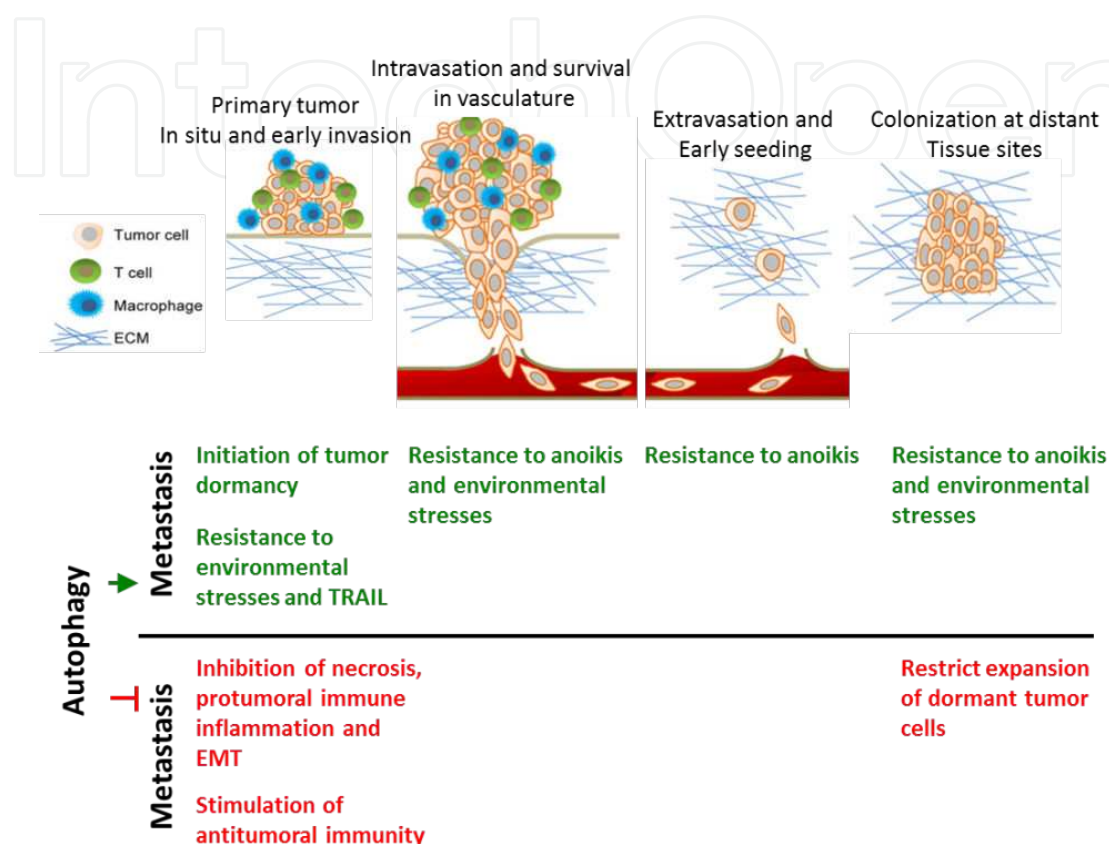 IntechOpen
Intravasation and survival
in vasculature
Primary tumor
In situ and early invasion
Extravasation and
Early seeding
Colonization at distant
Tissue sites
Tumor cell
T cell
Macrophage
ECM
Autophagy
Metastasis
Initiation of tumor
dormancy
Resistance to
environmental
stresses and TRAIL
Resistance to anoikis
and environmental
stresses
Resistance to anoikis
Resistance to anoikis
and environmental
stresses
Metastasis
Inhibition of necrosis,
protumoral immune
inflammation and
EMT
Stimulation of
antitumoral immunity
Restrict expansion
of dormant tumor
cells